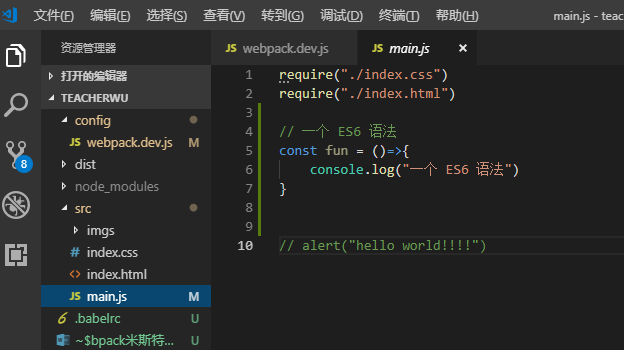 文件(F) 编辑(E) 选择(S) 查看(V) 转到(G) 调试(D) 终端(T) 帮助(H) main.js - teac
资源管理器
打开的编辑器
TEACHERWU
config
JS webpack.dev.js M
dist
node_modules
src
imgs
# index.css
<> index.html
JS main.js M
.babelrc U
~$bpack米斯特... U
8
JS webpack.dev.js JS main.js ×
1 require("./index.css")
2 require("./index.html")
3
4 // 一个 ES6 语法
5 const fun = ()=>{
6 console.log("一个 ES6 语法")
7 }
8
9
10 // alert("hello world!!!!")